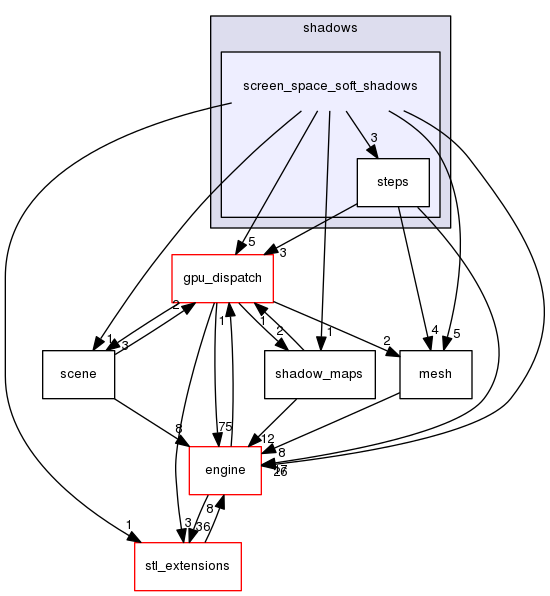 shadows
screen_space_soft_shadows
3
steps
5
3
gpu_dispatch
2
1
2
1
1
3
1
2
4
5
scene
shadow_maps
mesh
8
75
12
8
engine
26
8
3
36
1
stl_extensions